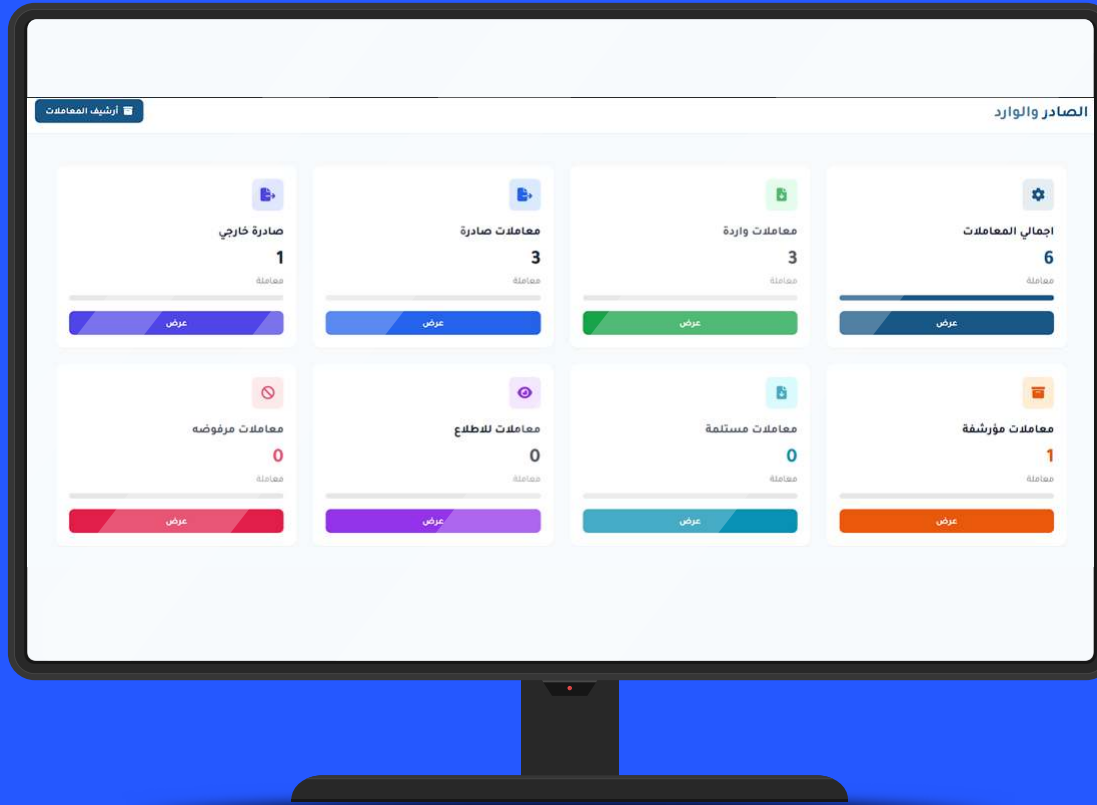 الصادر والوارد
أرشيف المعاملات
اجمالي المعاملات
6
معاملة
عرض
معاملات واردة
3
معاملة
عرض
معاملات صادرة
3
معاملة
عرض
صادرة خارجي
1
معاملة
عرض
معاملات مؤرشفة
1
معاملة
عرض
معاملات مستلمة
0
معاملة
عرض
معاملات للاطلاع
0
معاملة
عرض
معاملات مرفوضه
0
معاملة
عرض